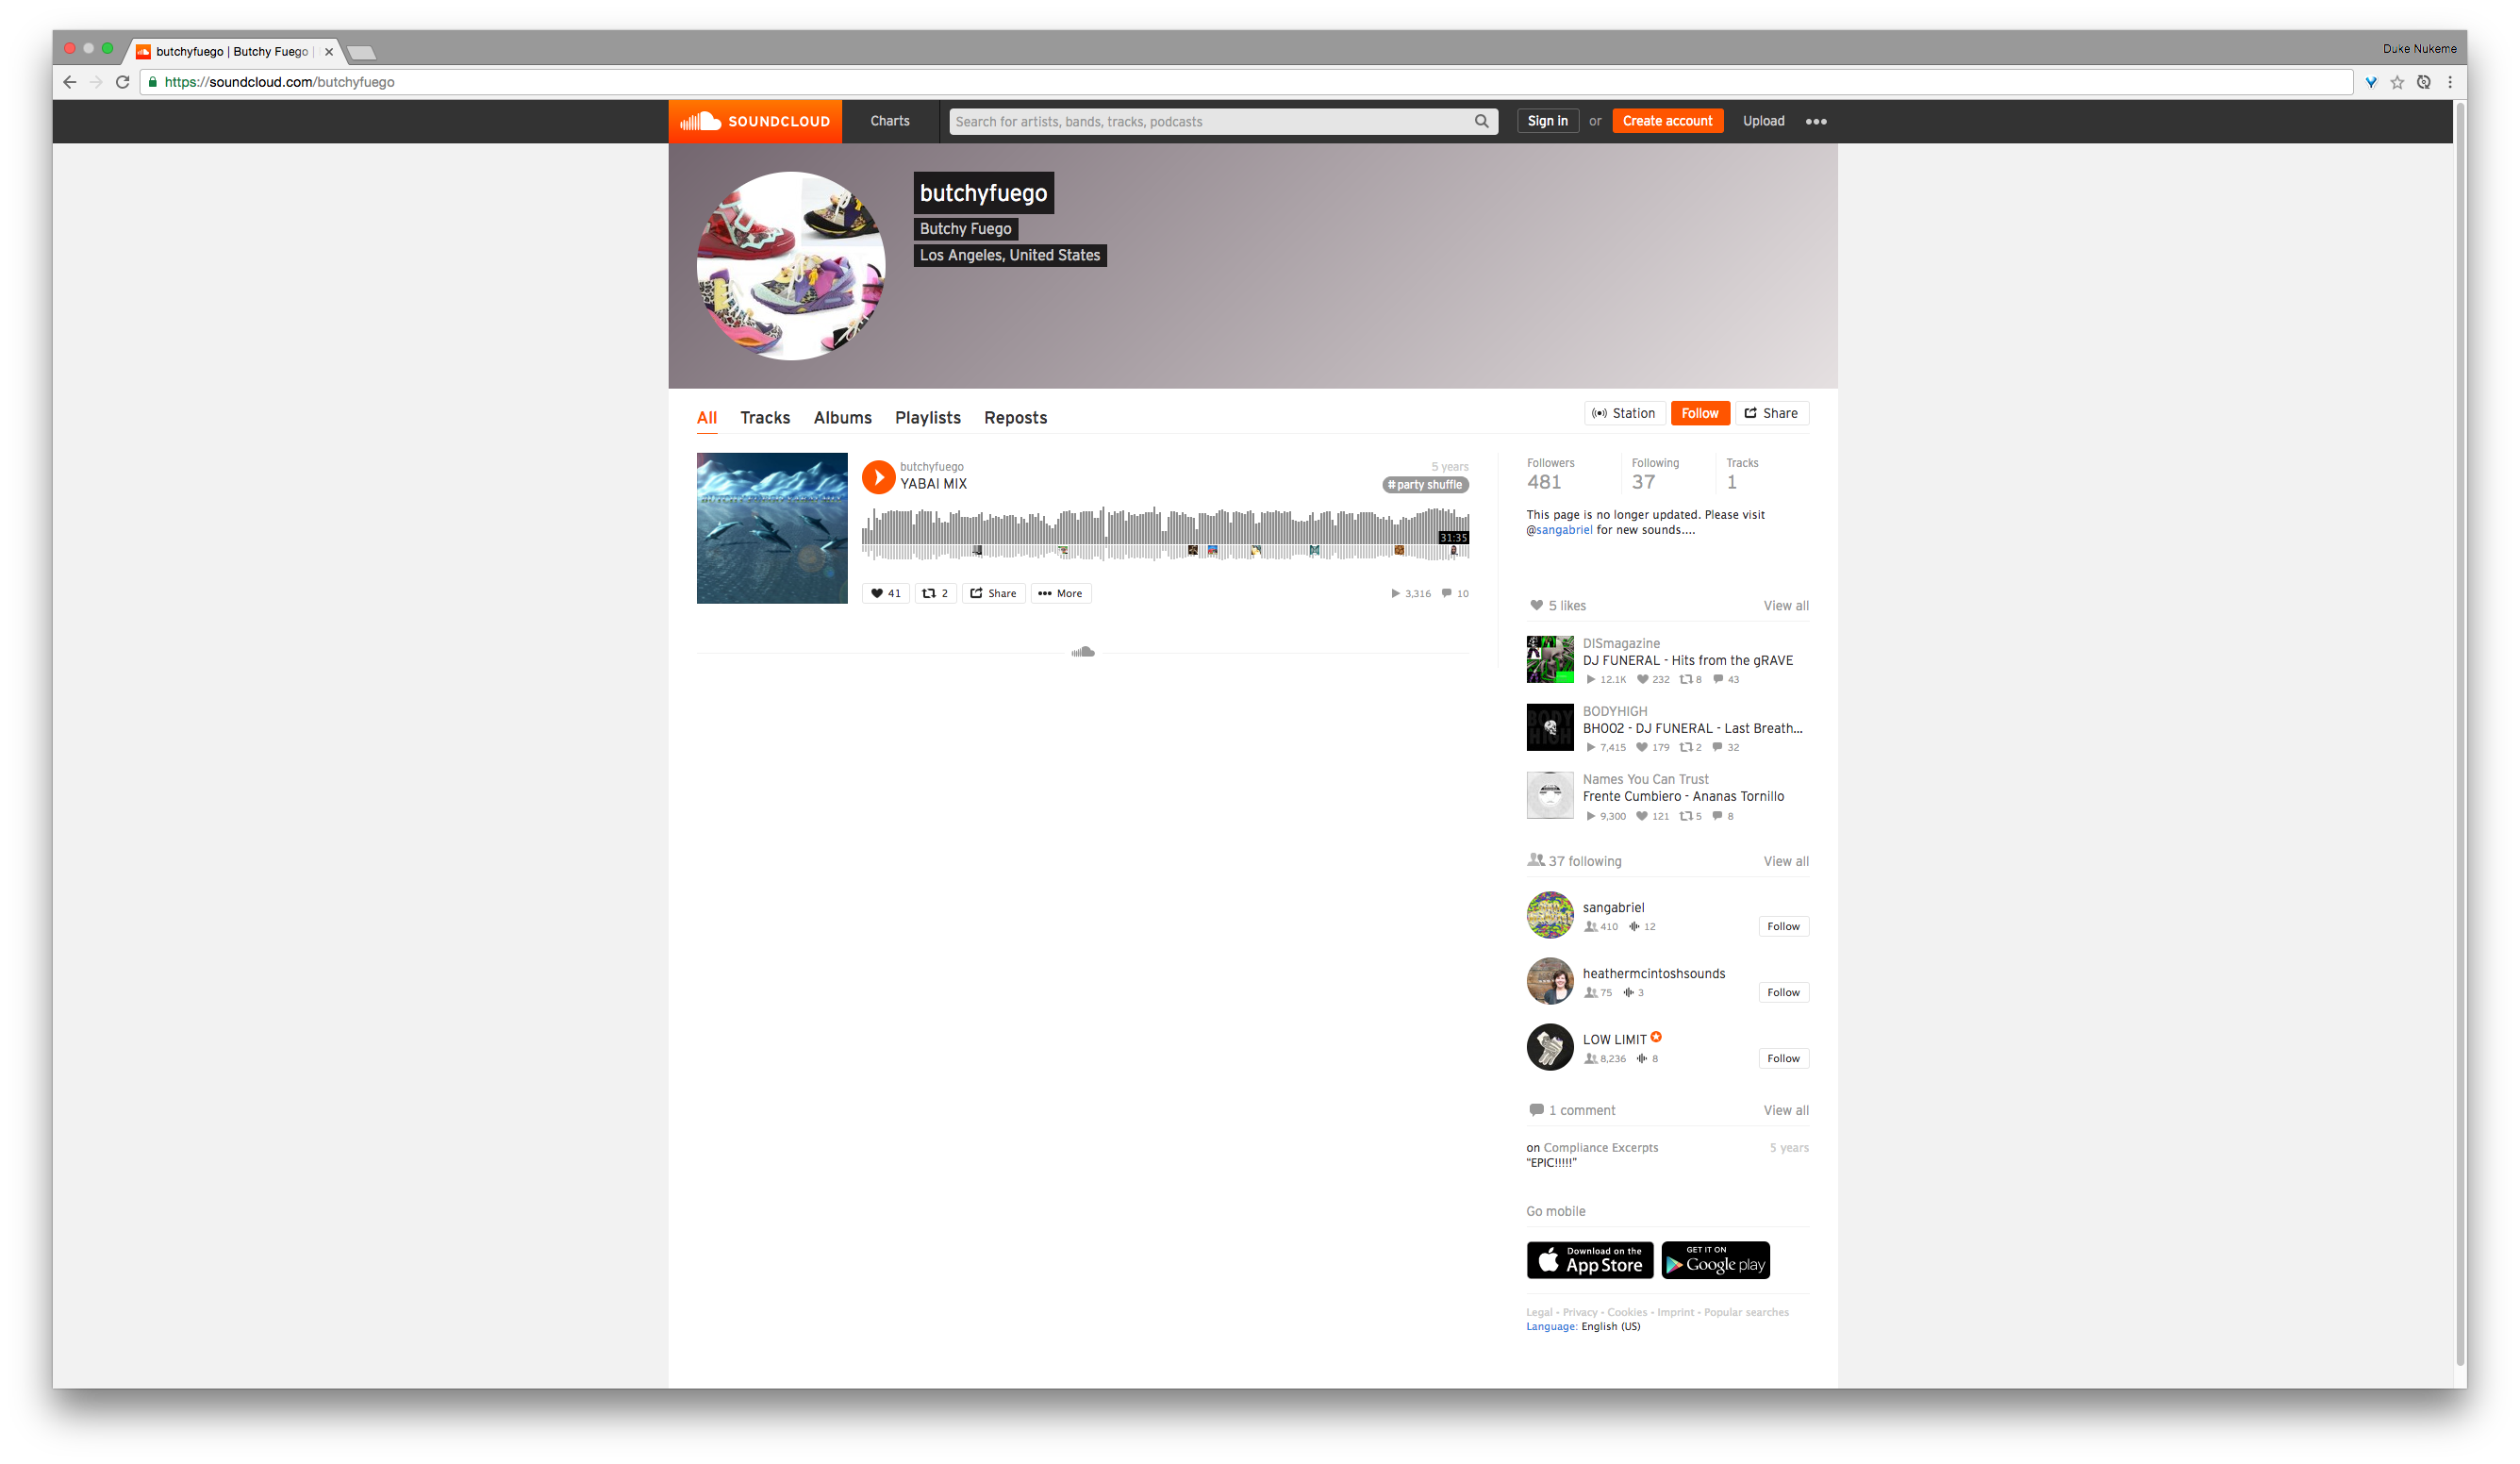 butchyfuego | Butchy Fuego |
Duke Nukeme
https://soundcloud.com/butchyfuego
SOUNDCLOUD
Charts
Search for artists, bands, tracks, podcasts
Sign in or Create account
Upload
butchyfuego
Butchy Fuego
Los Angeles, United States
All Tracks Albums Playlists Reposts
Station Follow Share
butchyfuego 5 years
YABAI MIX #party shuffle
31:35
41 2 Share More 3,316 10
Followers Following Tracks
481 37 1
This page is no longer updated. Please visit
@sangabriel for new sounds....
5 likes View all
DISmagazine
DJ FUNERAL - Hits from the gRAVE
12.1K 232 8 43
BODYHIGH
BH002 - DJ FUNERAL - Last Breath...
7,415 179 2 32
Names You Can Trust
Frente Cumbiero - Ananas Tornillo
9,300 121 5 8
37 following View all
sangabriel
410 12 Follow
heathermcintoshsounds
75 3 Follow
LOW LIMIT
8,236 8 Follow
1 comment View all
on Compliance Excerpts 5 years
“EPIC!!!!!”
Go mobile
Download on the
App Store
GET IT ON
Google play
Legal - Privacy - Cookies - Imprint - Popular searches
Language: English (US)